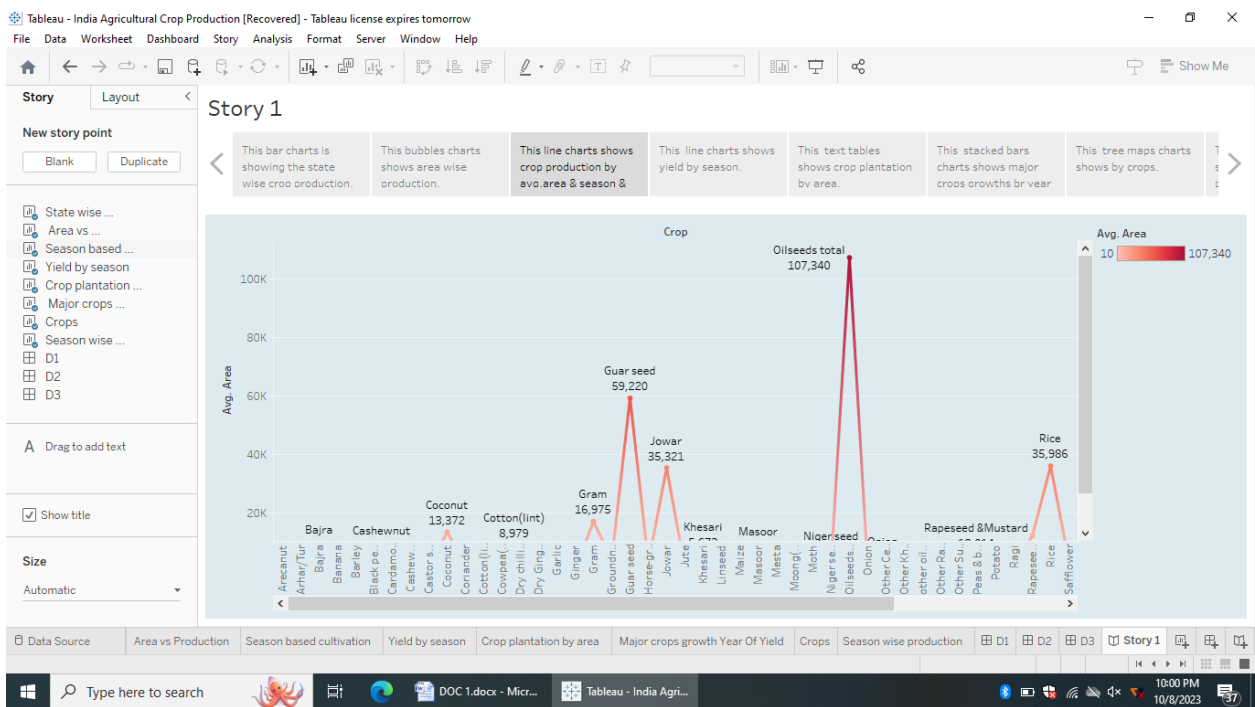 Tableau - India Agricultural Crop Production [Recovered] - Tableau license expires tomorrow
File Data Worksheet Dashboard Story Analysis Format Server Window Help
Show Me
Story Layout
New story point
Blank Duplicate
State wise ...
Area vs ...
Season based ...
Yield by season
Crop plantation ...
Major crops ...
Crops
Season wise ...
D1
D2
D3
A Drag to add text
Show title
Size
Automatic
Story 1
This bar charts is
showing the state
wise crop production.
This bubbles charts
shows area wise
production.
This line charts shows
crop production by
avg.area & season &
This line charts shows
yield by season.
This text tables
shows crop plantation
by area.
This stacked bars
charts shows major
crops growths br year
This tree maps charts
shows by crops.
Crop
Avg. Area
10 107,340
Avg. Area
100K
80K
60K
40K
20K
Oilseeds total
107,340
Guar seed
59,220
Jowar
35,321
Rice
35,986
Gram
16,975
Coconut
13,372
Cotton(lint)
8,979
Bajra
Cashewnut
Khesari
Masoor
Niger seed
Onion
Rapeseed &Mustard
Arecanut
Arhar/Tur
Bajra
Banana
Barley
Black pe..
Cardamo..
Cashew..
Castor s..
Coconut
Coriander
Cotton(li..
Cowpea(..
Dry chilli..
Dry Ging..
Garlic
Ginger
Gram
Groundn..
Guar seed
Horse-gr..
Jowar
Jute
Khesari
Linseed
Maize
Masoor
Mesta
Moong(..
Moth
Niger se..
Oilseeds..
Onion
Other Ce..
Other Kh..
other oil..
Other Ra..
Other Su..
Peas & b..
Potato
Ragi
Rapesee..
Rice
Safflower
Data Source Area vs Production Season based cultivation Yield by season Crop plantation by area Major crops growth Year Of Yield Crops Season wise production D1 D2 D3 Story 1
Type here to search
DOC 1.docx - Micr...
Tableau - India Agri...
10:00 PM
10/8/2023
37